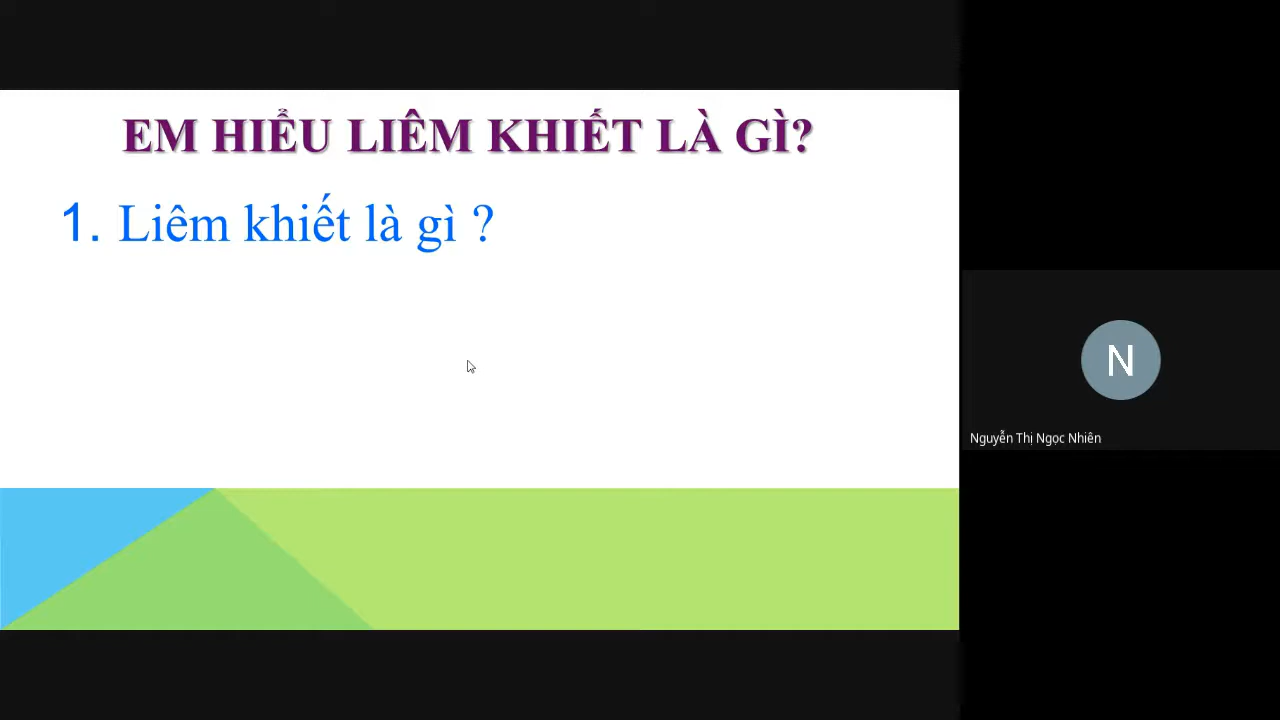 EM HIỂU LIÊM KHIẾT LÀ GÌ?
1. Liêm khiết là gì ?
N
Nguyễn Thị Ngọc Nhiên